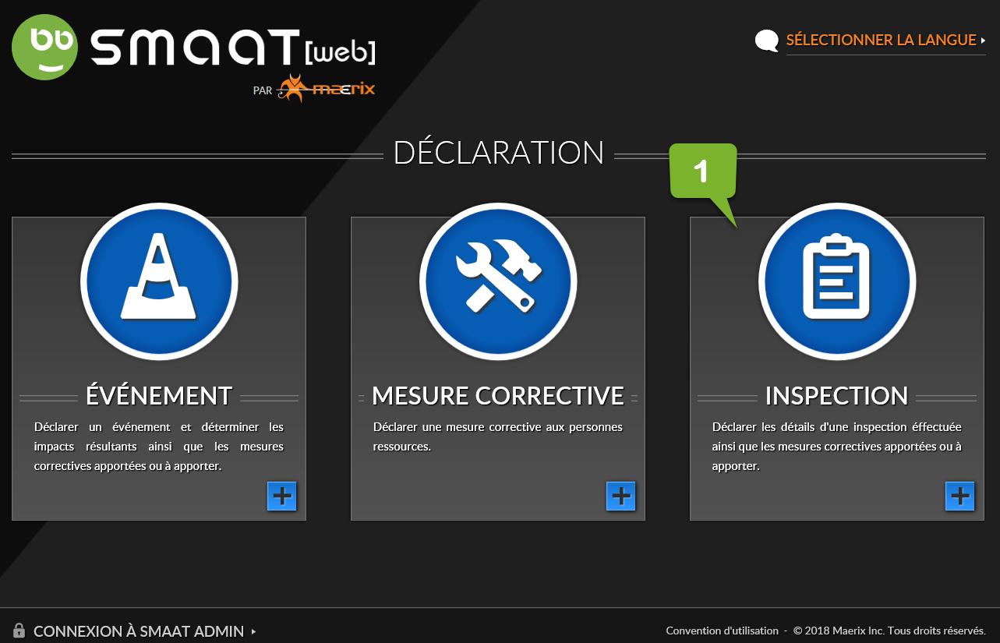 SMAAT[web]
PAR maerix
SÉLECTIONNER LA LANGUE
DÉCLARATION
1
ÉVÉNEMENT
Déclarer un événement et déterminer les
impacts résultants ainsi que les mesures
correctives apportées ou à apporter.
MESURE CORRECTIVE
Déclarer une mesure corrective aux personnes
ressources.
INSPECTION
Déclarer les détails d'une inspection éffectuée
ainsi que les mesures correctives apportées ou à
apporter.
CONNEXION À SMAAT ADMIN
Convention d'utilisation - © 2018 Maerix Inc. Tous droits réservés.